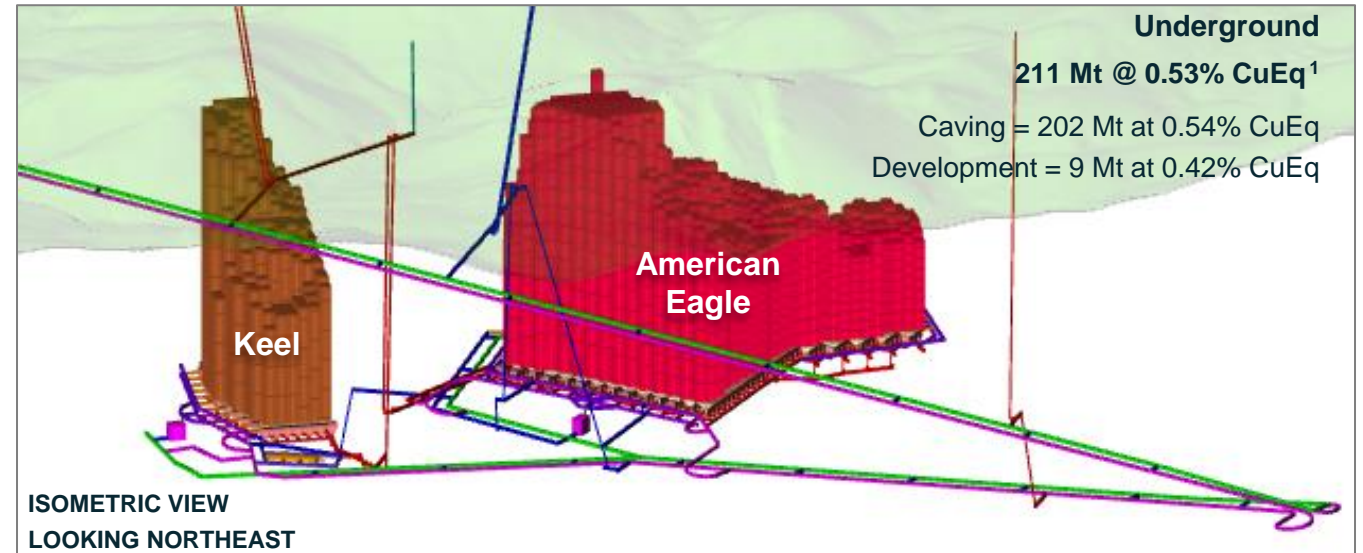 Underground
211 Mt @ 0.53% CuEq¹
Caving = 202 Mt at 0.54% CuEq
Development = 9 Mt at 0.42% CuEq
American
Eagle
Keel
ISOMETRIC VIEW
LOOKING NORTHEAST